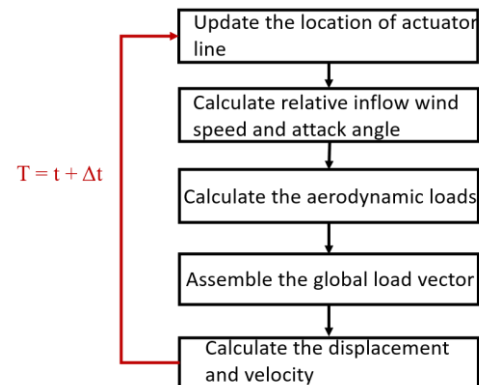 Update the location of actuator
line
Calculate relative inflow wind
speed and attack angle
T = t + Δt
Calculate the aerodynamic loads
Assemble the global load vector
Calculate the displacement
and velocity